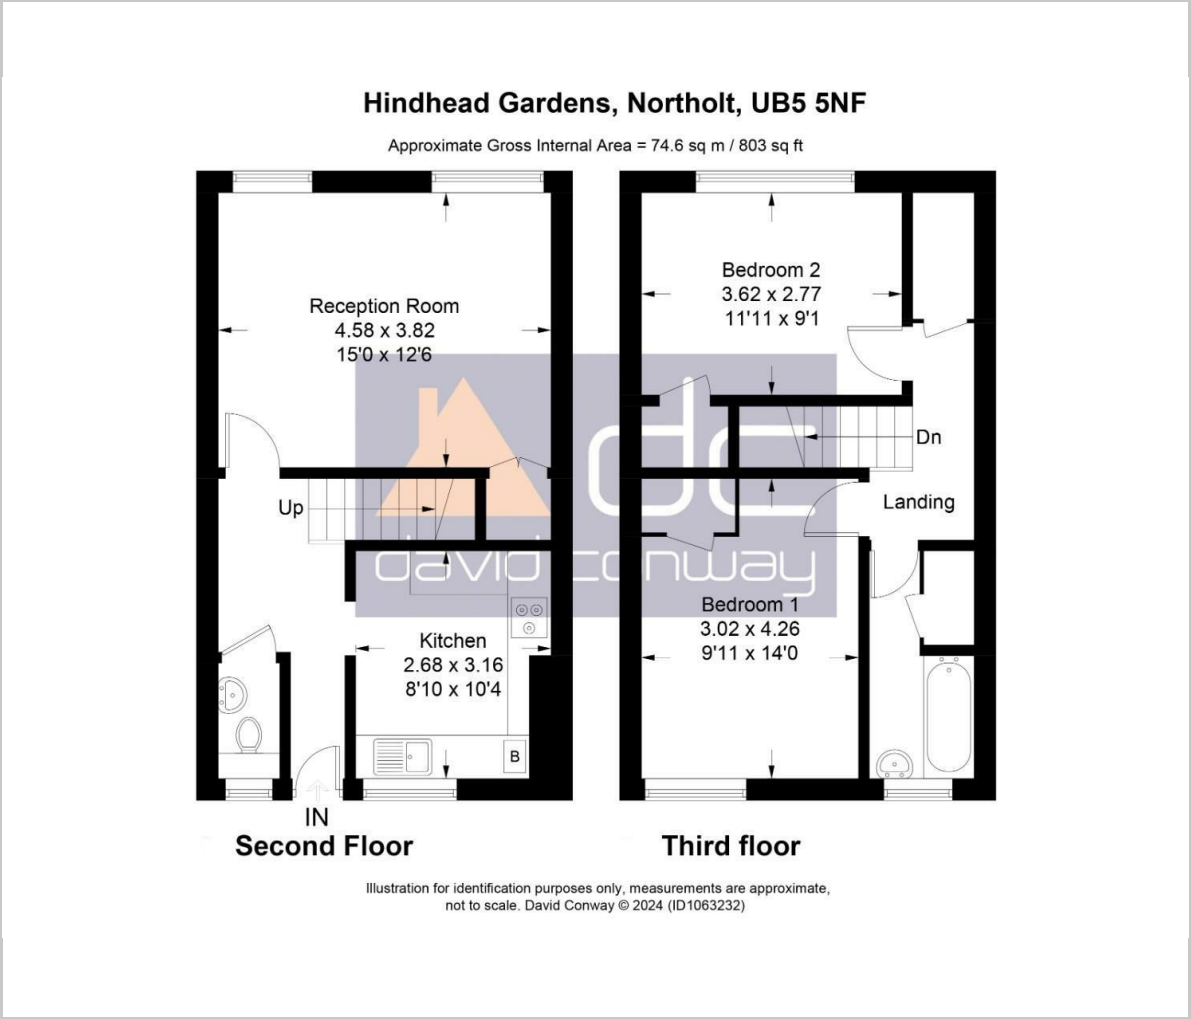 Hindhead Gardens, Northolt, UB5 5NF
Approximate Gross Internal Area = 74.6 sq m / 803 sq ft
Reception Room
4.58 x 3.82
15'0 x 12'6
Up
Kitchen
2.68 x 3.16
8'10 x 10'4
B
IN
Second Floor
Bedroom 2
3.62 x 2.77
11'11 x 9'1
Dn
Landing
Bedroom 1
3.02 x 4.26
9'11 x 14'0
Third floor
dc
david conway
Illustration for identification purposes only, measurements are approximate,
not to scale. David Conway © 2024 (ID1063232)